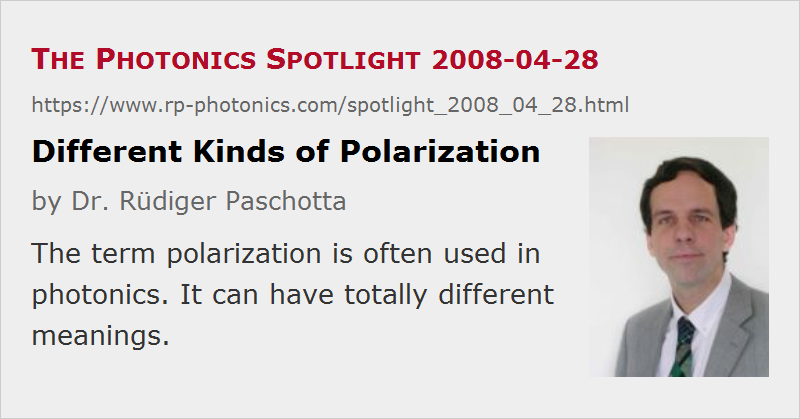 The Photonics Spotlight 2008-04-28
https://www.rp-photonics.com/spotlight_2008_04_28.html
Different Kinds of Polarization
by Dr. Rüdiger Paschotta
The term polarization is often used in
photonics. It can have totally different
meanings.